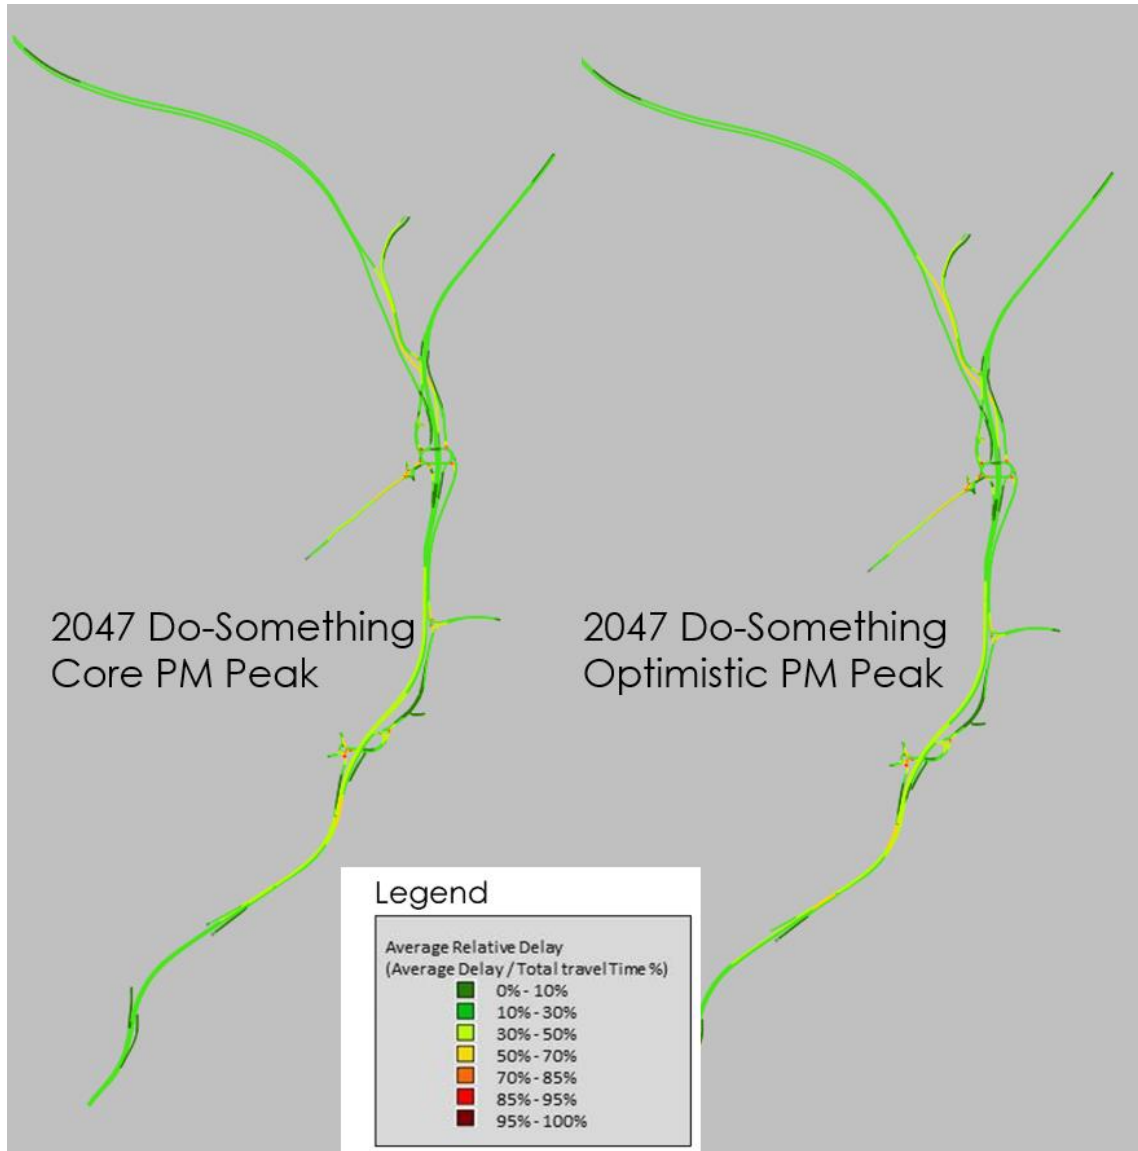 2047 Do-Something
Core PM Peak
2047 Do-Something
Optimistic PM Peak
Legend
Average Relative Delay
(Average Delay / Total travel Time %)
0% - 10%
10% - 30%
30% - 50%
50% - 70%
70% - 85%
85% - 95%
95% - 100%